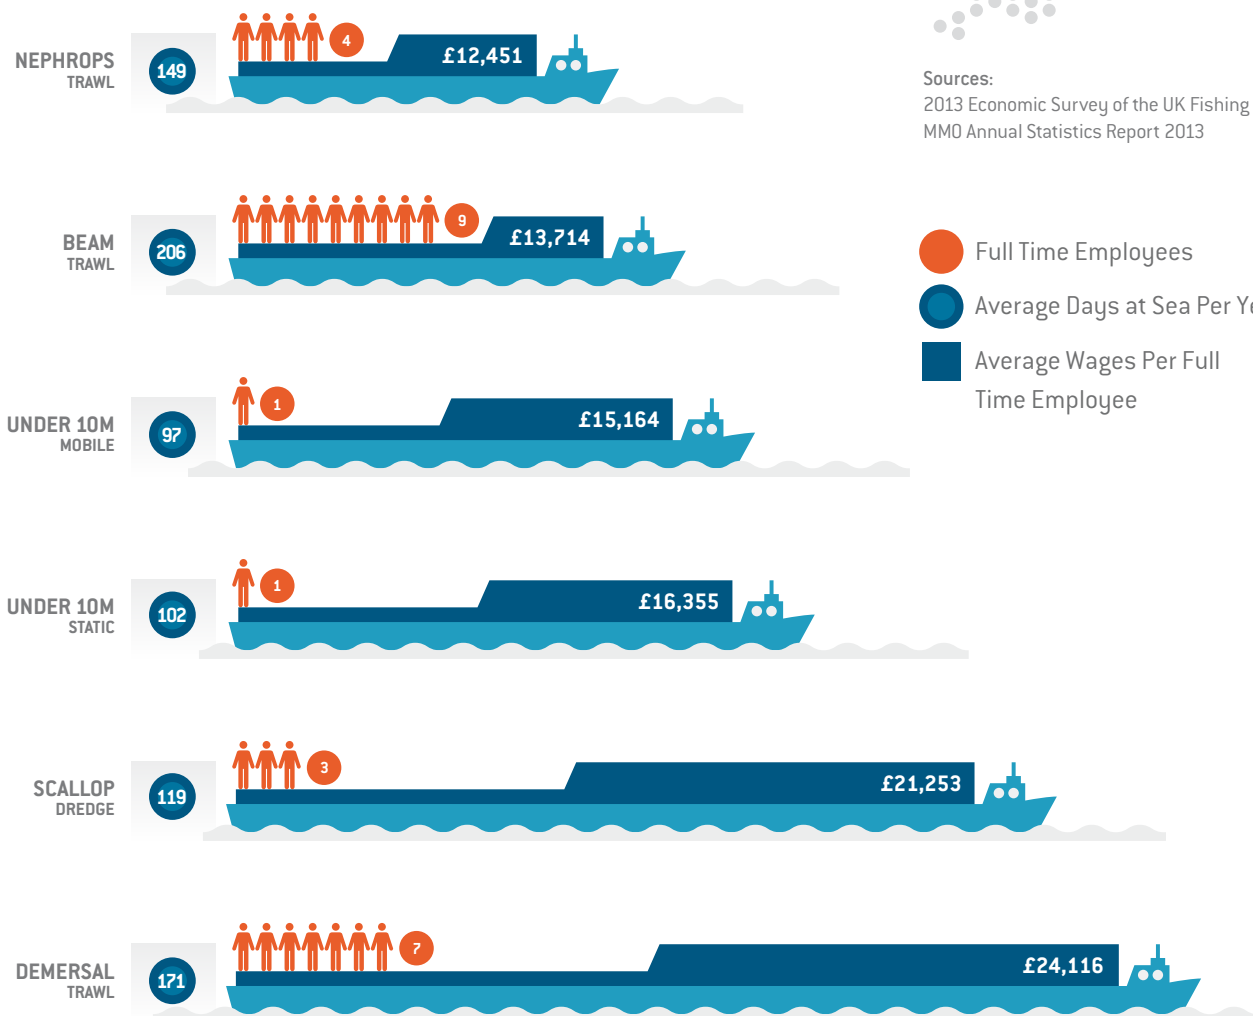 NEPHROPS
TRAWL
149
4
£12,451
Sources:
2013 Economic Survey of the UK Fishing
MMO Annual Statistics Report 2013
BEAM
TRAWL
206
9
£13,714
Full Time Employees
Average Days at Sea Per Ye
Average Wages Per Full
Time Employee
UNDER 10M
MOBILE
97
1
£15,164
UNDER 10M
STATIC
102
1
£16,355
SCALLOP
DREDGE
119
3
£21,253
DEMERSAL
TRAWL
171
7
£24,116